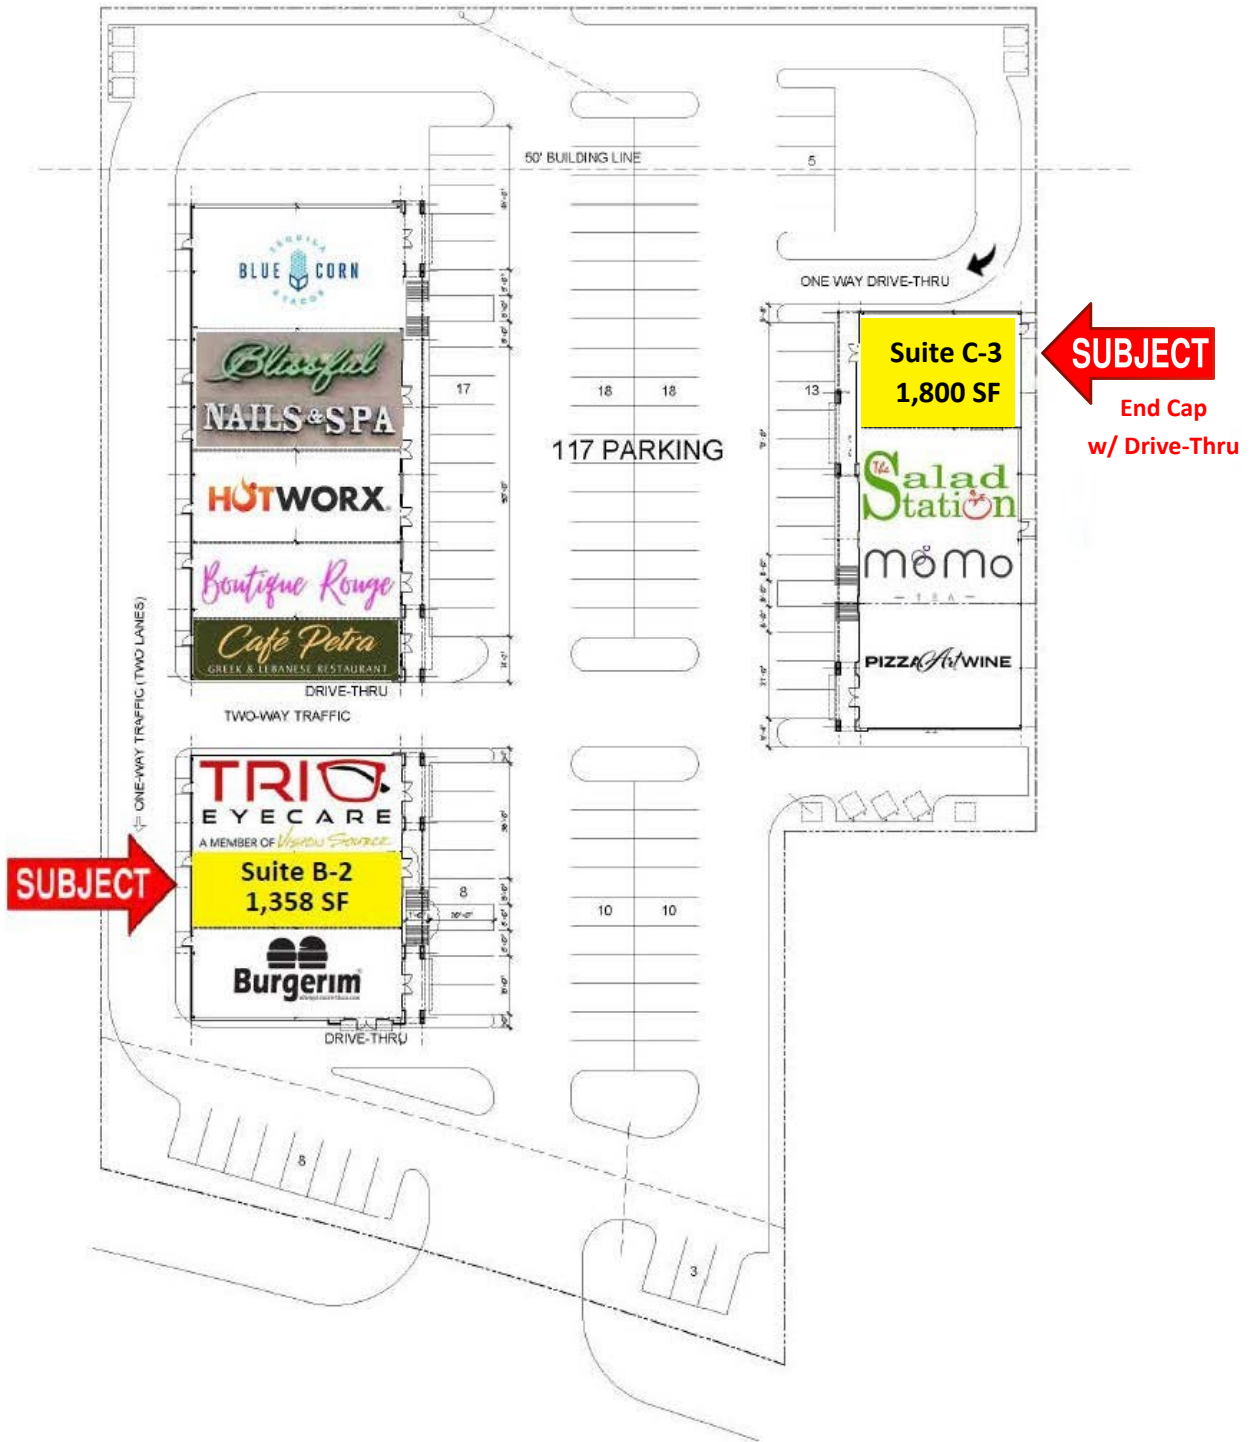 50' BUILDING LINE
5
TEQUILA
BLUE CORN
& TACOS
ONE WAY DRIVE-THRU
Suite C-3
1,800 SF
SUBJECT
End Cap
w/ Drive-Thru
Blissful
NAILS & SPA
17
18
18
13
117 PARKING
HOTWORX
The
Salad
Station
Boutique Rouge
MoMo
TEA
Café Petra
GREEK & LEBANESE RESTAURANT
PIZZA Art WINE
DRIVE-THRU
TWO-WAY TRAFFIC
ONE-WAY TRAFFIC (TWO LANES)
TRIO
EYECARE
A MEMBER OF VISION SOURCE
SUBJECT
Suite B-2
1,358 SF
8
10
10
Burgerim
DRIVE-THRU
8
3